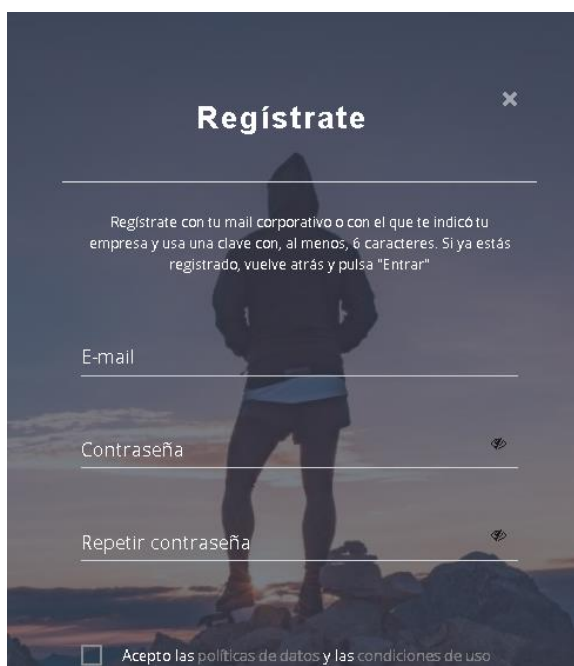 Regístrate
Regístrate con tu mail corporativo o con el que te indicó tu
empresa y usa una clave con, al menos, 6 caracteres. Si ya estás
registrado, vuelve atrás y pulsa "Entrar"
E-mail
Contraseña
Repetir contraseña
Acepto las políticas de datos y las condiciones de uso